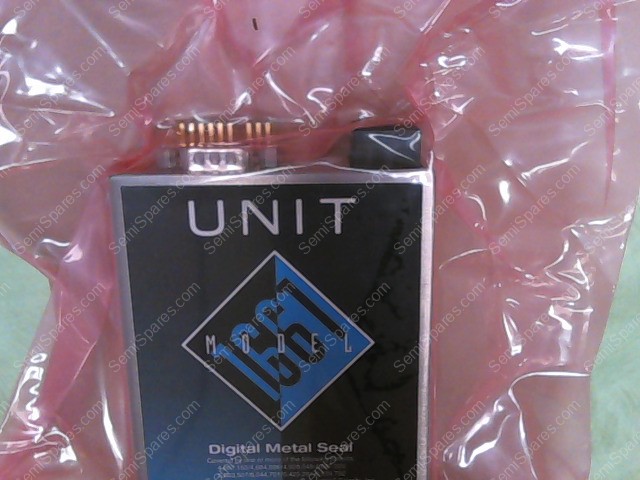 SemiSpares.com
UNIT
MODEL
1661
Digital Metal Seal